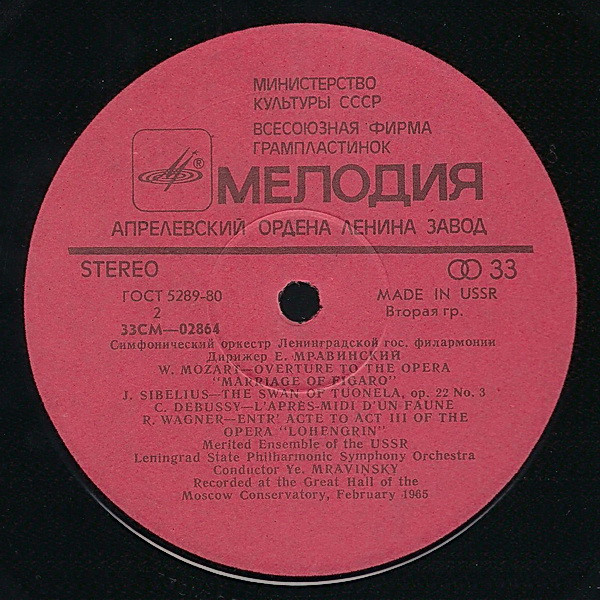 МИНИСТЕРСТВО
КУЛЬТУРЫ СССР
ВСЕСОЮЗНАЯ ФИРМА
ГРАМПЛАСТИНОК
®
МЕЛОДИЯ
АПРЕЛЕВСКИЙ ОРДЕНА ЛЕНИНА ЗАВОД
STEREO 33
ГОСТ 5289-80 MADE IN USSR
2 Вторая гр.
33СМ—02864
Симфонический оркестр Ленинградской гос. филармонии
Дирижер Е. МРАВИНСКИЙ
W. MOZART—OVERTURE TO THE OPERA
"MARRIAGE OF FIGARO"
J. SIBELIUS—THE SWAN OF TUONELA, op. 22 No. 3
C. DEBUSSY—L'APRÈS-MIDI D'UN FAUNE
R. WAGNER—ENTR' ACTE TO ACT III OF THE
OPERA "LOHENGRIN"
Merited Ensemble of the USSR
Leningrad State Philharmonic Symphony Orchestra
Conductor Ye. MRAVINSKY
Recorded at the Great Hall of the
Moscow Conservatory, February 1965